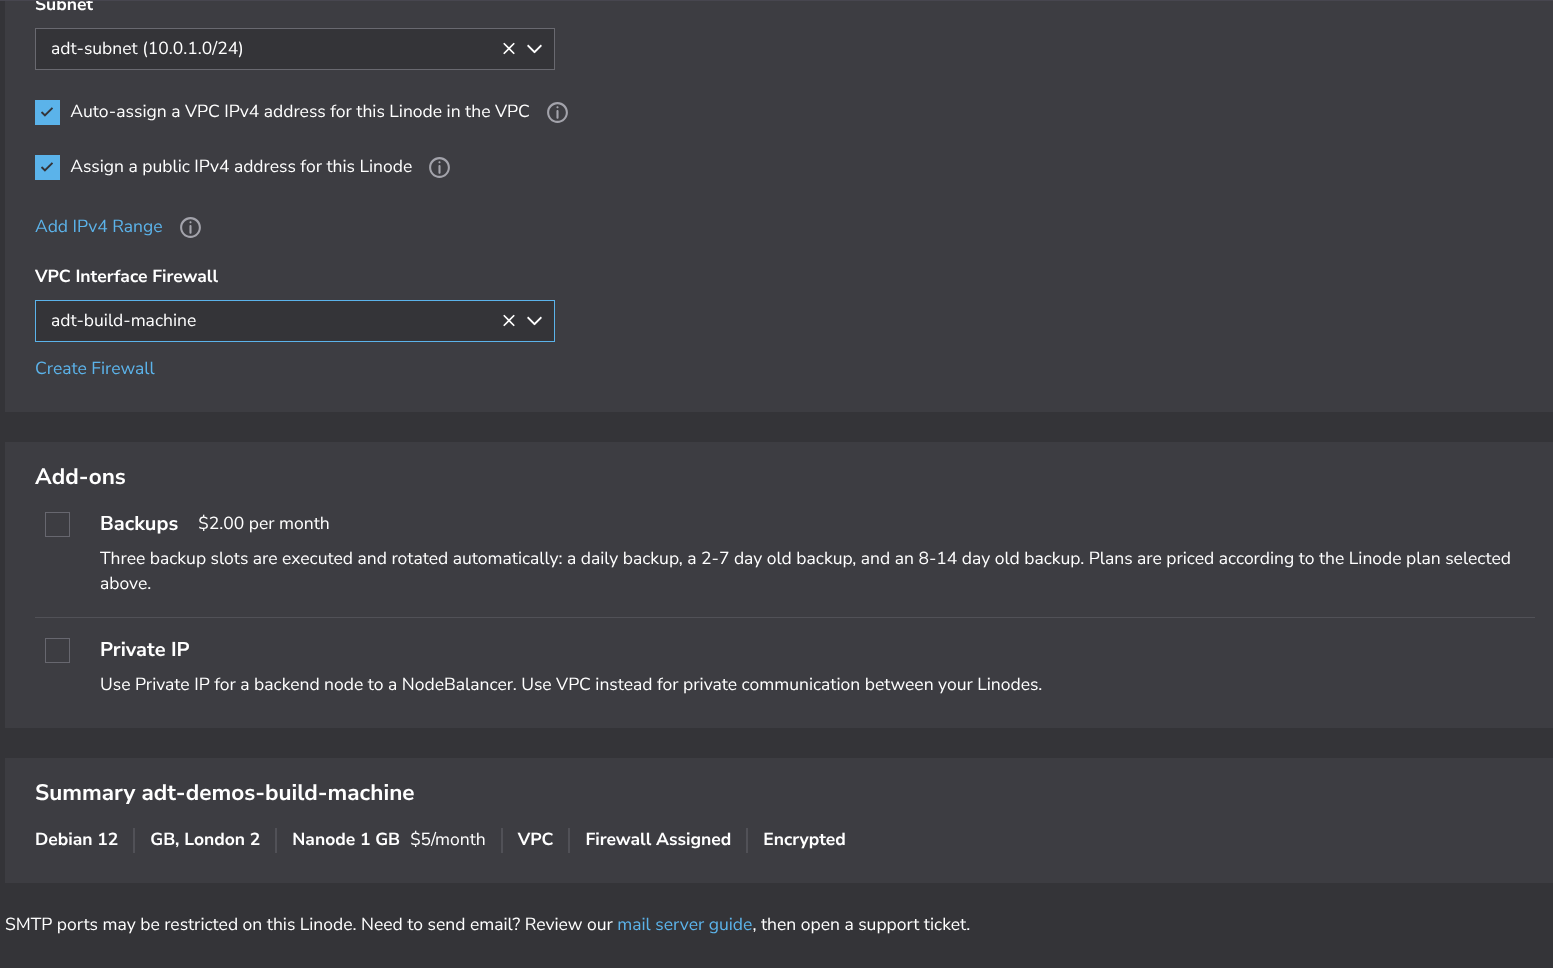 Subnet
adt-subnet (10.0.1.0/24)
Auto-assign a VPC IPv4 address for this Linode in the VPC
Assign a public IPv4 address for this Linode
Add IPv4 Range
VPC Interface Firewall
adt-build-machine
Create Firewall
Add-ons
Backups $2.00 per month
Three backup slots are executed and rotated automatically: a daily backup, a 2-7 day old backup, and an 8-14 day old backup. Plans are priced according to the Linode plan selected
above.
Private IP
Use Private IP for a backend node to a NodeBalancer. Use VPC instead for private communication between your Linodes.
Summary adt-demos-build-machine
Debian 12 GB, London 2 Nanode 1 GB $5/month VPC Firewall Assigned Encrypted
SMTP ports may be restricted on this Linode. Need to send email? Review our mail server guide, then open a support ticket.